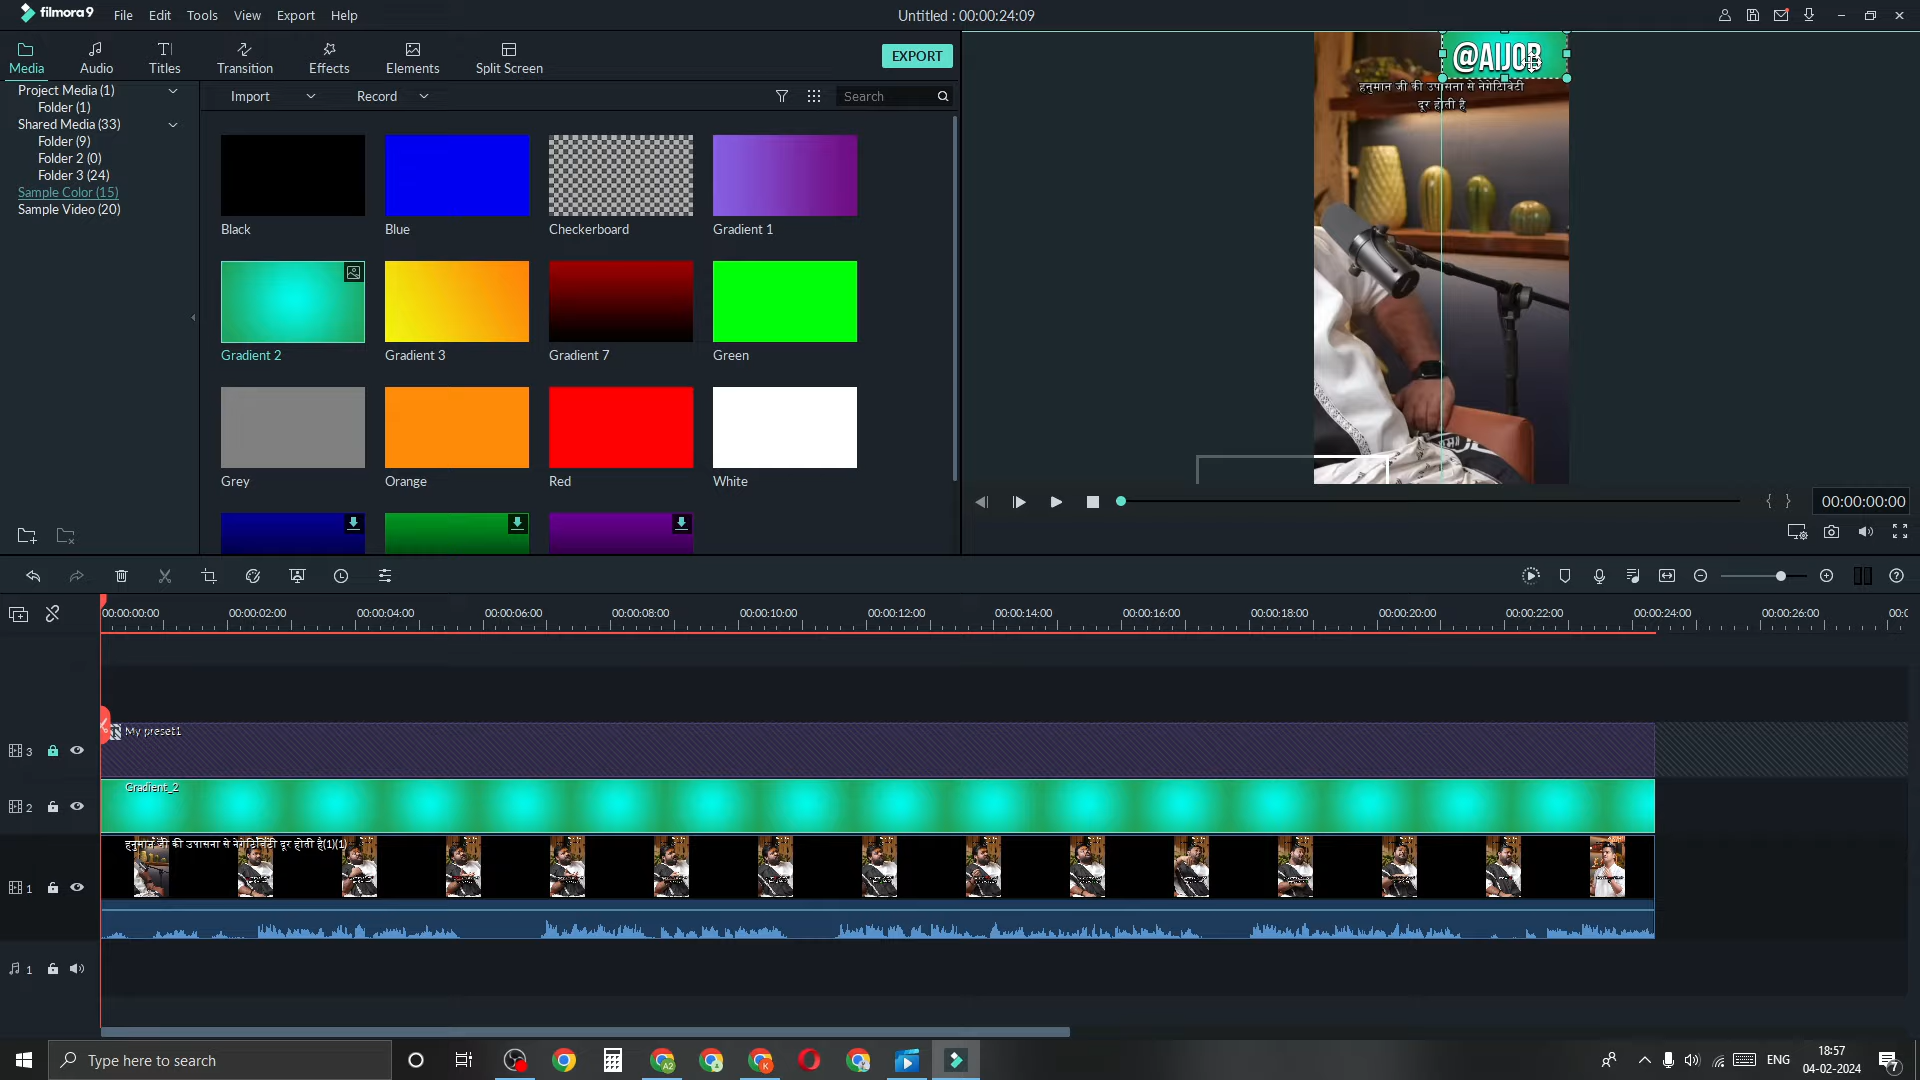 filmora9
File Edit Tools View Export Help
Untitled : 00:00:24:09
Media Audio Titles Transition Effects Elements Split Screen
EXPORT
Project Media (1)
Folder (1)
Shared Media (33)
Folder (9)
Folder 2 (0)
Folder 3 (24)
Sample Color (15)
Sample Video (20)
Import Record Search
Black Blue Checkerboard Gradient 1
Gradient 2 Gradient 3 Gradient 7 Green
Grey Orange Red White
@AIJOB
हनुमान जी की उपासना से नेगेटिविटी
दूर होती है
00:00:00:00
00:00:00:00 00:00:02:00 00:00:04:00 00:00:06:00 00:00:08:00 00:00:10:00 00:00:12:00 00:00:14:00 00:00:16:00 00:00:18:00 00:00:20:00 00:00:22:00 00:00:24:00 00:00:26:00
3 My preset1
2 Gradient_2
हनुमान जी की उपासना से नेगेटिविटी दूर होती है(1)(1)
1
1
Type here to search
ENG
18:57
04-02-2024
7